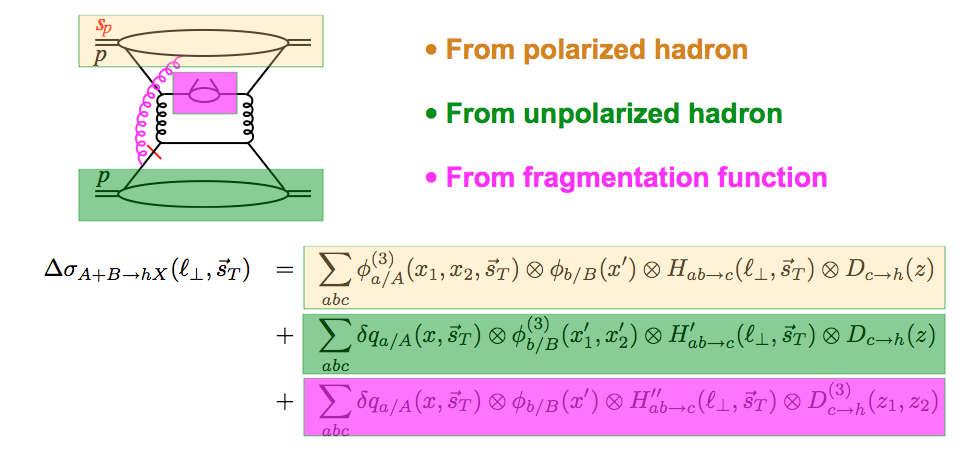 s_p
p
p
• From polarized hadron
• From unpolarized hadron
• From fragmentation function
Δσ_{A+B→hX}(ℓ_⊥, \vec{s}_T) = ∑_{abc} ϕ^{(3)}_{a/A}(x_1, x_2, \vec{s}_T) ⊗ ϕ_{b/B}(x′) ⊗ H_{ab→c}(ℓ_⊥, \vec{s}_T) ⊗ D_{c→h}(z)
+ ∑_{abc} δq_{a/A}(x, \vec{s}_T) ⊗ ϕ^{(3)}_{b/B}(x′_1, x′_2) ⊗ H′_{ab→c}(ℓ_⊥, \vec{s}_T) ⊗ D_{c→h}(z)
+ ∑_{abc} δq_{a/A}(x, \vec{s}_T) ⊗ ϕ_{b/B}(x′) ⊗ H″_{ab→c}(ℓ_⊥, \vec{s}_T) ⊗ D^{(3)}_{c→h}(z_1, z_2)